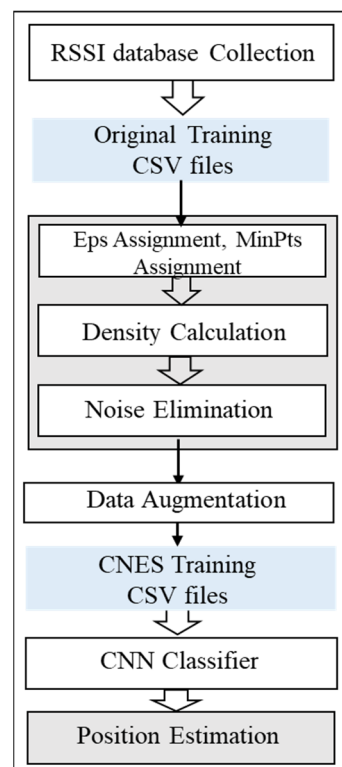 RSSI database Collection
Original Training
CSV files
Eps Assignment, MinPts
Assignment
Density Calculation
Noise Elimination
Data Augmentation
CNES Training
CSV files
CNN Classifier
Position Estimation